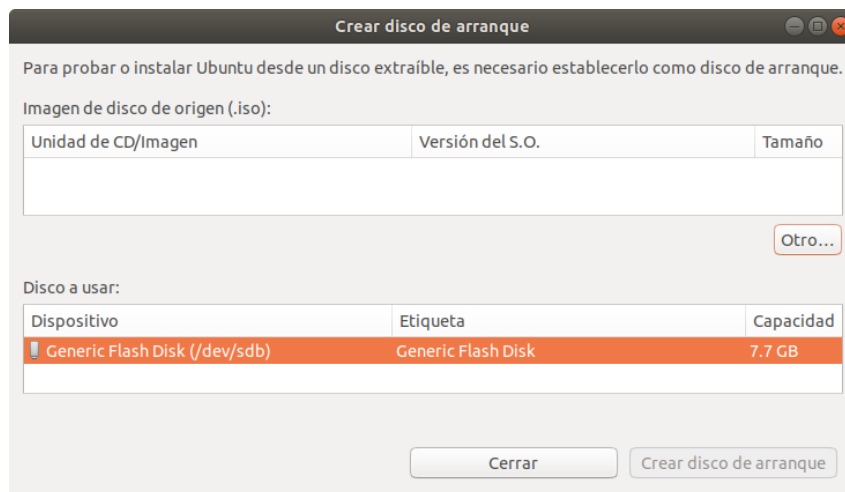 Crear disco de arranque
Para probar o instalar Ubuntu desde un disco extraíble, es necesario establecerlo como disco de arranque.
Imagen de disco de origen (.iso):
Unidad de CD/Imagen Versión del S.O. Tamaño
Otro...
Disco a usar:
Dispositivo Etiqueta Capacidad
Generic Flash Disk (/dev/sdb) Generic Flash Disk 7.7 GB
Cerrar Crear disco de arranque